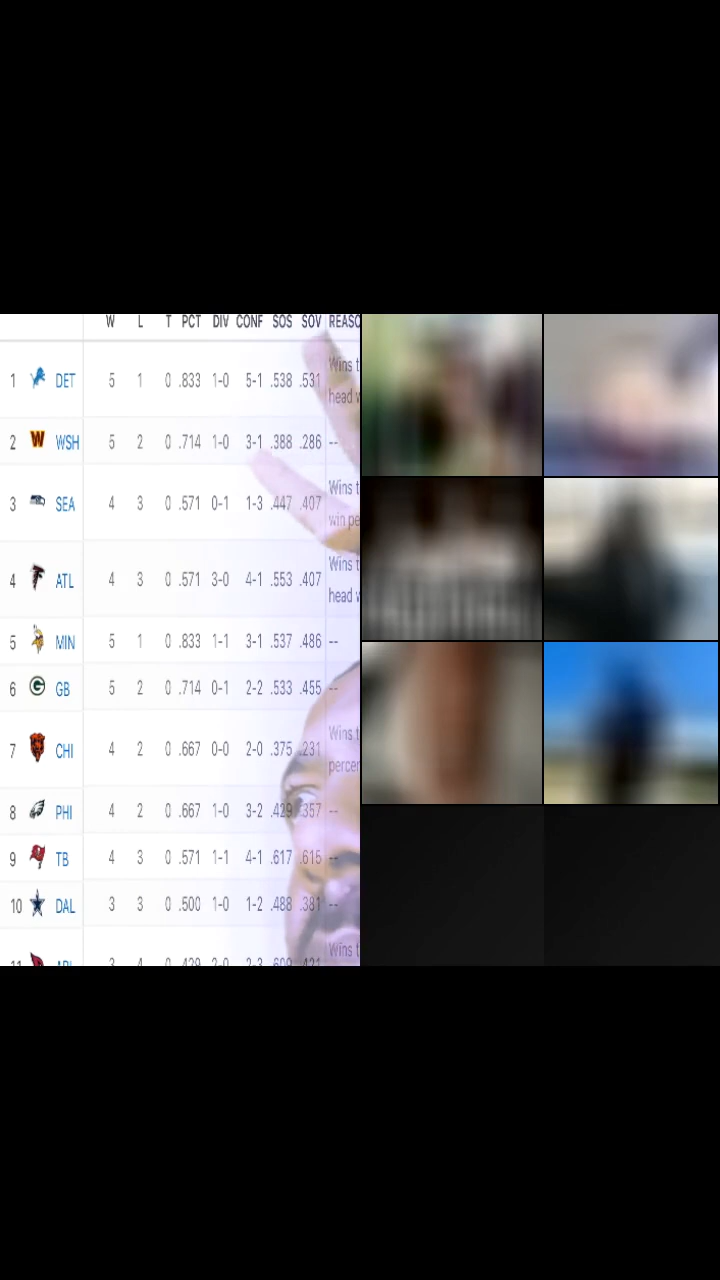 W L T PCT DIV CONF SOS SOV
1 DET 5 1 0 .833 1-0 5-1 .538 .531 Wins t
head w
2 W WSH 5 2 0 .714 1-0 3-1 .388 .286 --
3 SEA 4 3 0 .571 0-1 1-3 .447 .407 Wins t
win pe
4 ATL 4 3 0 .571 3-0 4-1 .553 .407 Wins t
head w
5 MIN 5 1 0 .833 1-1 3-1 .537 .486 --
6 G GB 5 2 0 .714 0-1 2-2 .533 .455 --
7 CHI 4 2 0 .667 0-0 2-0 .375 .231 Wins t
percen
8 PHI 4 2 0 .667 1-0 3-2 .429 .357 --
9 TB 4 3 0 .571 1-1 4-1 .617 .615 --
10 DAL 3 3 0 .500 1-0 1-2 .488 .381 --
Wins t